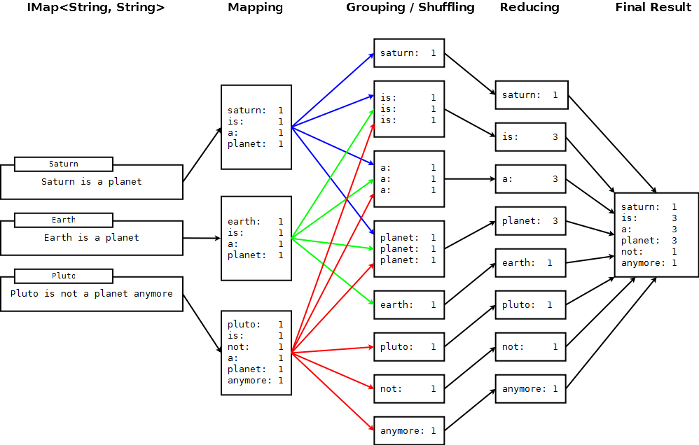 IMap<String, String>
Mapping
Grouping / Shuffling
Reducing
Final Result
Saturn
Saturn is a planet
Earth
Earth is a planet
Pluto
Pluto is not a planet anymore
saturn: 1
is: 1
a: 1
planet: 1
earth: 1
is: 1
a: 1
planet: 1
pluto: 1
is: 1
not: 1
a: 1
planet: 1
anymore: 1
saturn: 1
is: 1
is: 1
is: 1
a: 1
a: 1
a: 1
planet: 1
planet: 1
planet: 1
earth: 1
pluto: 1
not: 1
anymore: 1
saturn: 1
is: 3
a: 3
planet: 3
earth: 1
pluto: 1
not: 1
anymore: 1
saturn: 1
is: 3
a: 3
planet: 3
not: 1
anymore: 1